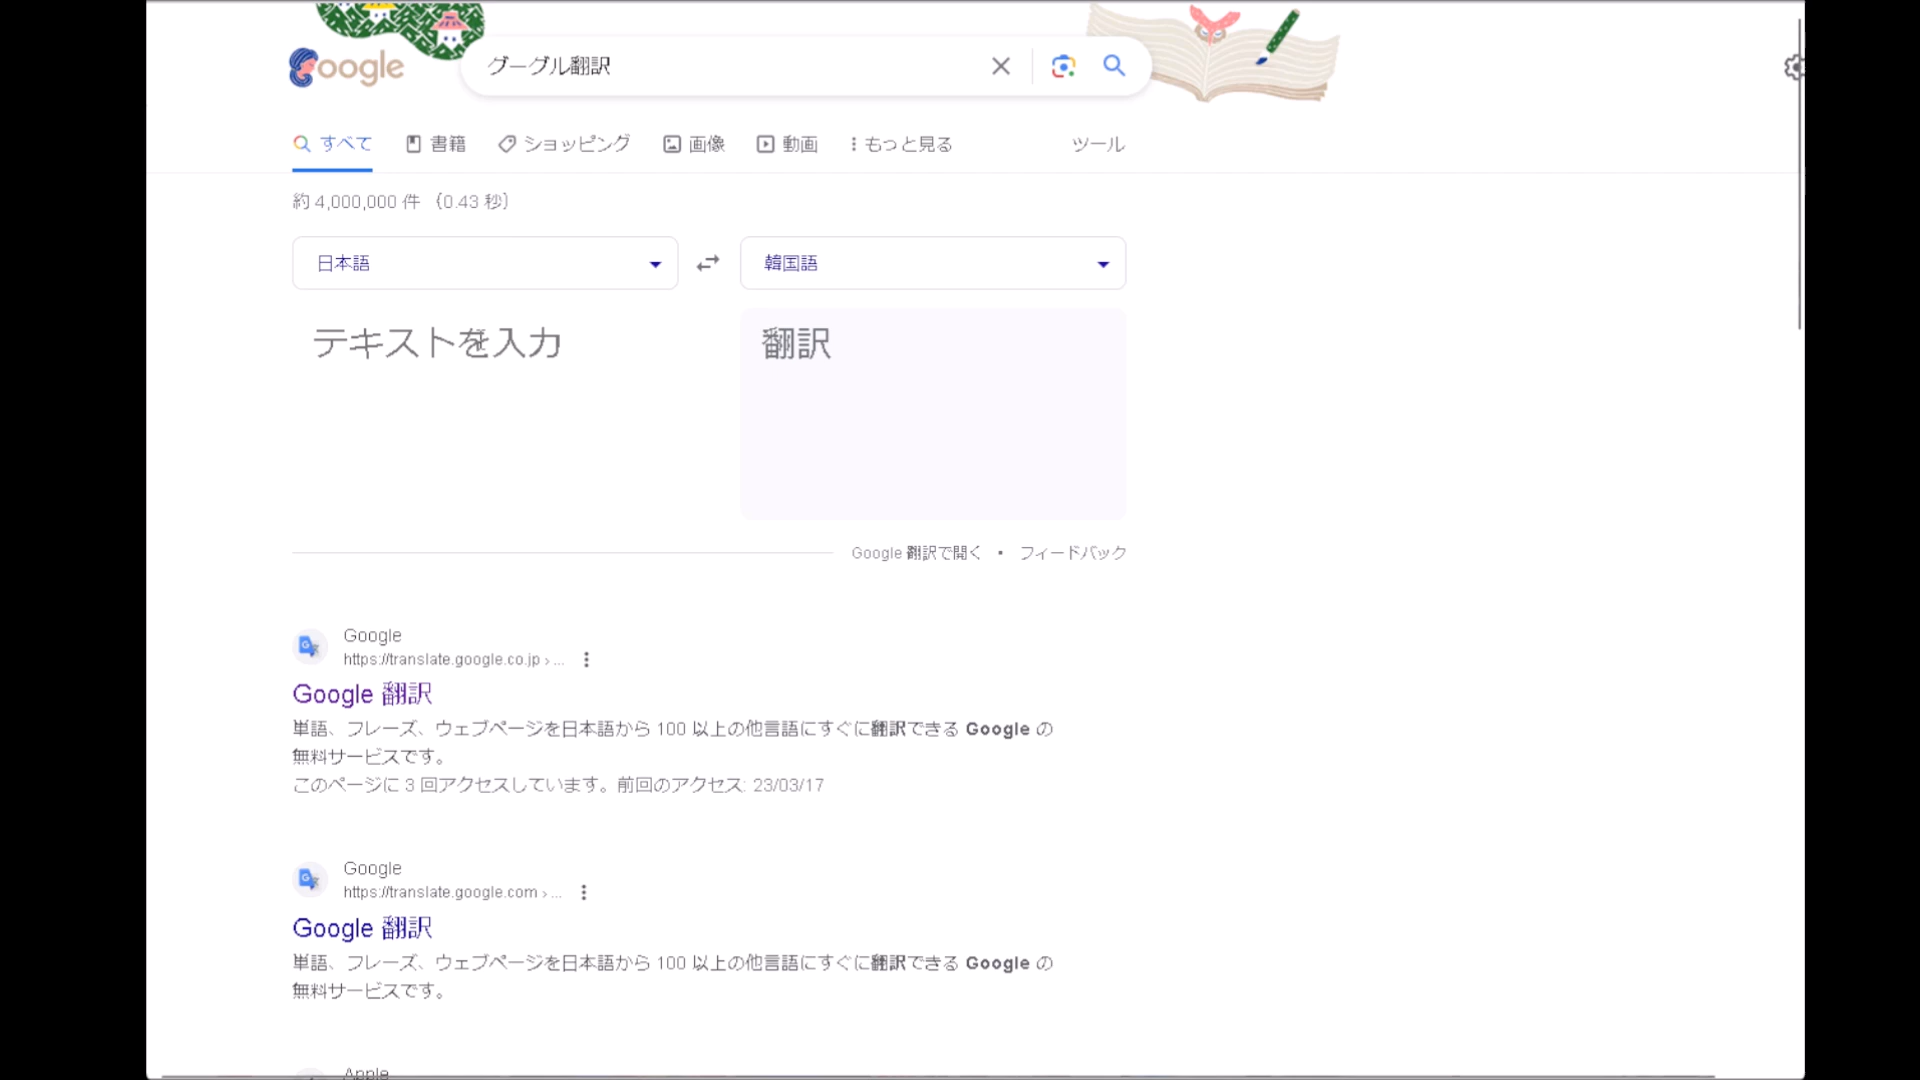 Google
グーグル翻訳
すべて 書籍 ショッピング 画像 動画 もっと見る ツール
約 4,000,000 件 (0.43 秒)
日本語 韓国語
テキストを入力 翻訳
Google 翻訳で開く • フィードバック
Google
https://translate.google.co.jp › ...
Google 翻訳
単語、フレーズ、ウェブページを日本語から 100 以上の他言語にすぐに翻訳できる Google の
無料サービスです。
このページに 3 回アクセスしています。前回のアクセス: 23/03/17
Google
https://translate.google.com › ...
Google 翻訳
単語、フレーズ、ウェブページを日本語から 100 以上の他言語にすぐに翻訳できる Google の
無料サービスです。
Apple